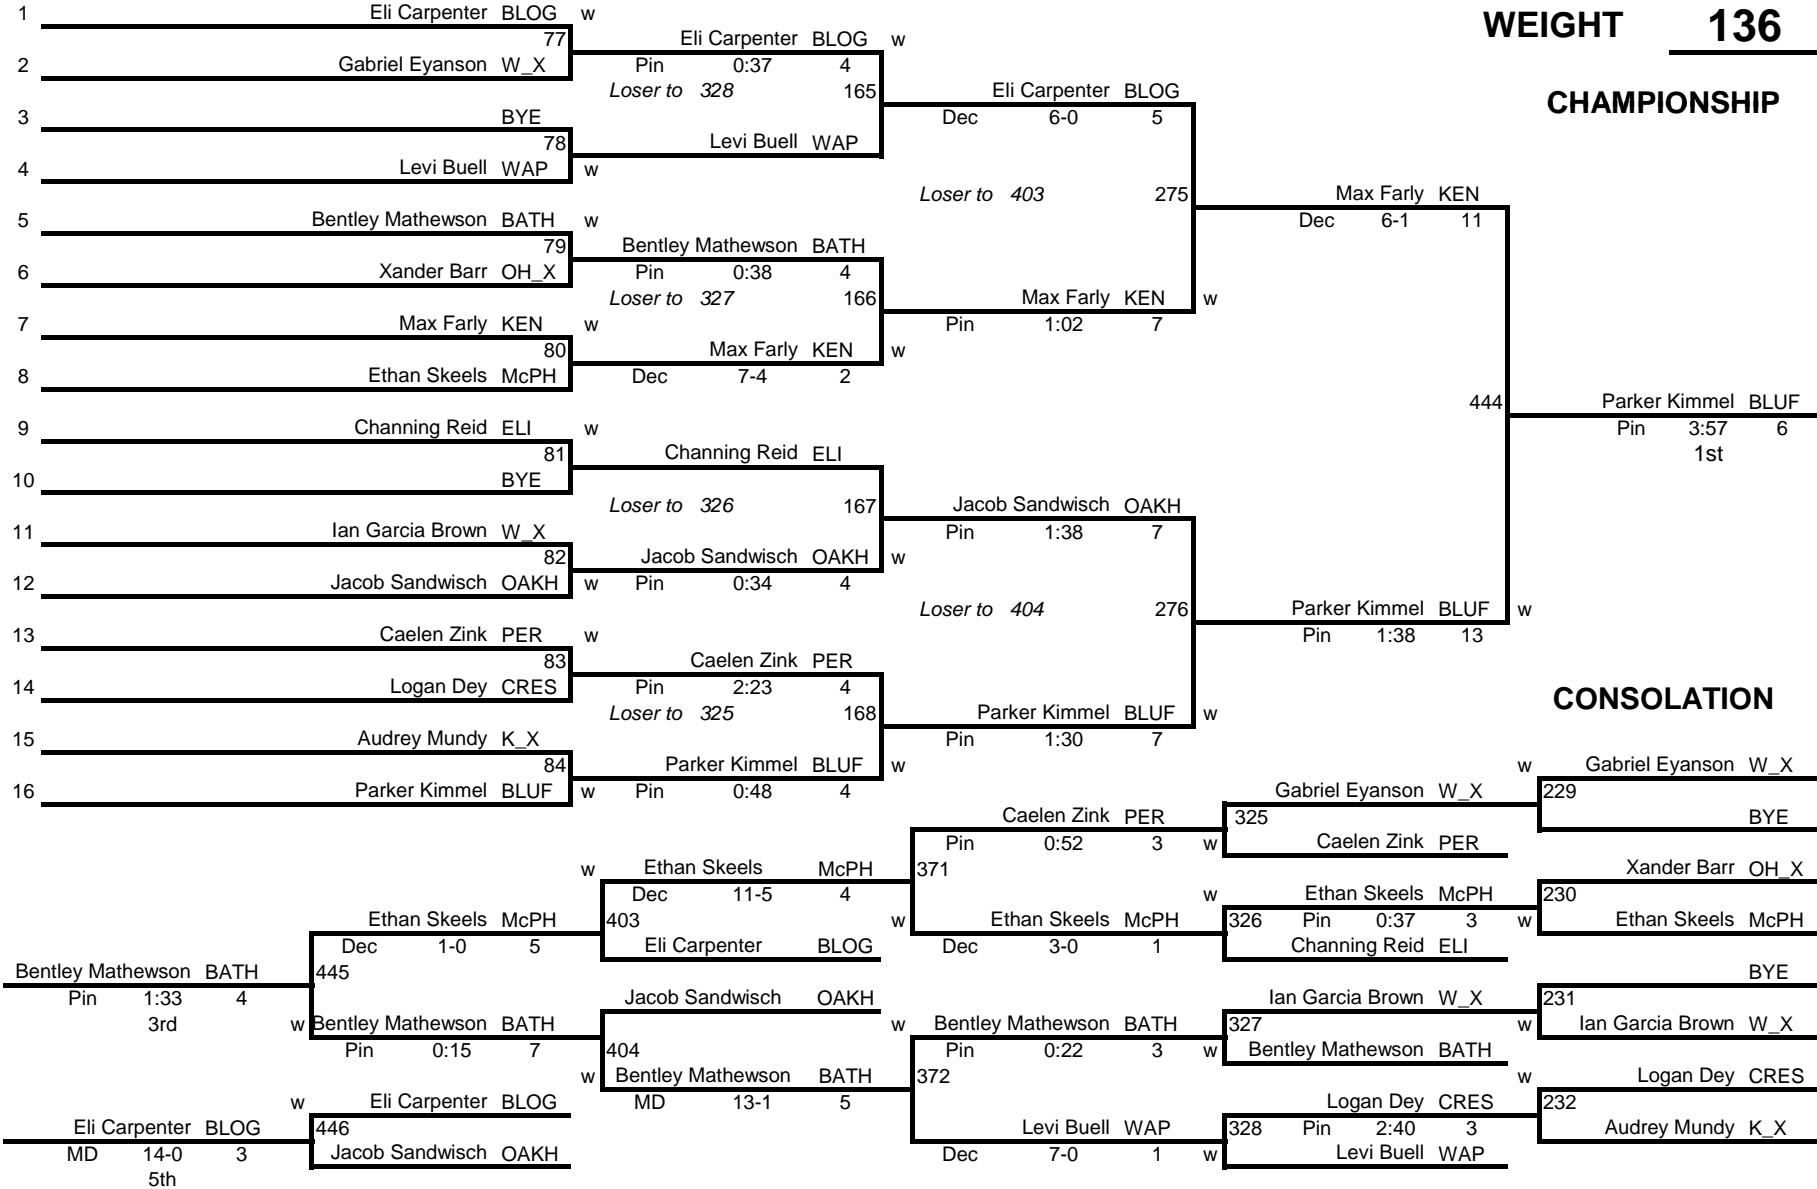 1 Eli Carpenter BLOG w
WEIGHT 136
77 Eli Carpenter BLOG w
2 Gabriel Eyanson W_X Pin 0:37 4
Loser to 328 165 Eli Carpenter BLOG
CHAMPIONSHIP
3 BYE Dec 6-0 5
78 Levi Buell WAP
4 Levi Buell WAP w
Loser to 403 275 Max Farly KEN
5 Bentley Mathewson BATH w Dec 6-1 11
79 Bentley Mathewson BATH
6 Xander Barr OH_X Pin 0:38 4
Loser to 327 166 Max Farly KEN w
7 Max Farly KEN w Pin 1:02 7
80 Max Farly KEN w
8 Ethan Skeels McPH Dec 7-4 2
444 Parker Kimmel BLUF
9 Channing Reid ELI w Pin 3:57 6
81 Channing Reid ELI 1st
10 BYE
Loser to 326 167 Jacob Sandwisch OAKH
11 Ian Garcia Brown W_X Pin 1:38 7
82 Jacob Sandwisch OAKH w
12 Jacob Sandwisch OAKH w Pin 0:34 4
Loser to 404 276 Parker Kimmel BLUF w
13 Caelen Zink PER w Pin 1:38 13
83 Caelen Zink PER
14 Logan Dey CRES Pin 2:23 4
CONSOLATION
Loser to 325 168 Parker Kimmel BLUF w
15 Audrey Mundy K_X Pin 1:30 7
84 Parker Kimmel BLUF w w Gabriel Eyanson W_X
16 Parker Kimmel BLUF w Pin 0:48 4 Gabriel Eyanson W_X 229
Caelen Zink PER 325 BYE
Pin 0:52 3 w Caelen Zink PER
w Ethan Skeels McPH 371 Xander Barr OH_X
Dec 11-5 4 w Ethan Skeels McPH 230
Ethan Skeels McPH 403 w Ethan Skeels McPH 326 Pin 0:37 3 w Ethan Skeels McPH
Dec 1-0 5 Eli Carpenter BLOG Dec 3-0 1 Channing Reid ELI
Bentley Mathewson BATH 445 BYE
Pin 1:33 4 Jacob Sandwisch OAKH Ian Garcia Brown W_X 231
3rd w Bentley Mathewson BATH w Bentley Mathewson BATH 327 w Ian Garcia Brown W_X
Pin 0:15 7 404 Pin 0:22 3 w Bentley Mathewson BATH
w Bentley Mathewson BATH 372 w Logan Dey CRES
w Eli Carpenter BLOG MD 13-1 5 Logan Dey CRES 232
Eli Carpenter BLOG 446 Levi Buell WAP 328 Pin 2:40 3 Audrey Mundy K_X
MD 14-0 3 Jacob Sandwisch OAKH Dec 7-0 1 w Levi Buell WAP
5th